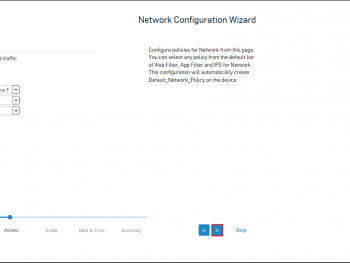 Network Configuration Wizard
Configure policies for Network from this page.
You can select any policy from the default list
of Web Filter, App Filter and IPS for Network.
This configuration will automatically create
Default_Network_Policy on the device.
traffic
Access
Email
Date & Time
Summary
<
>
Skip